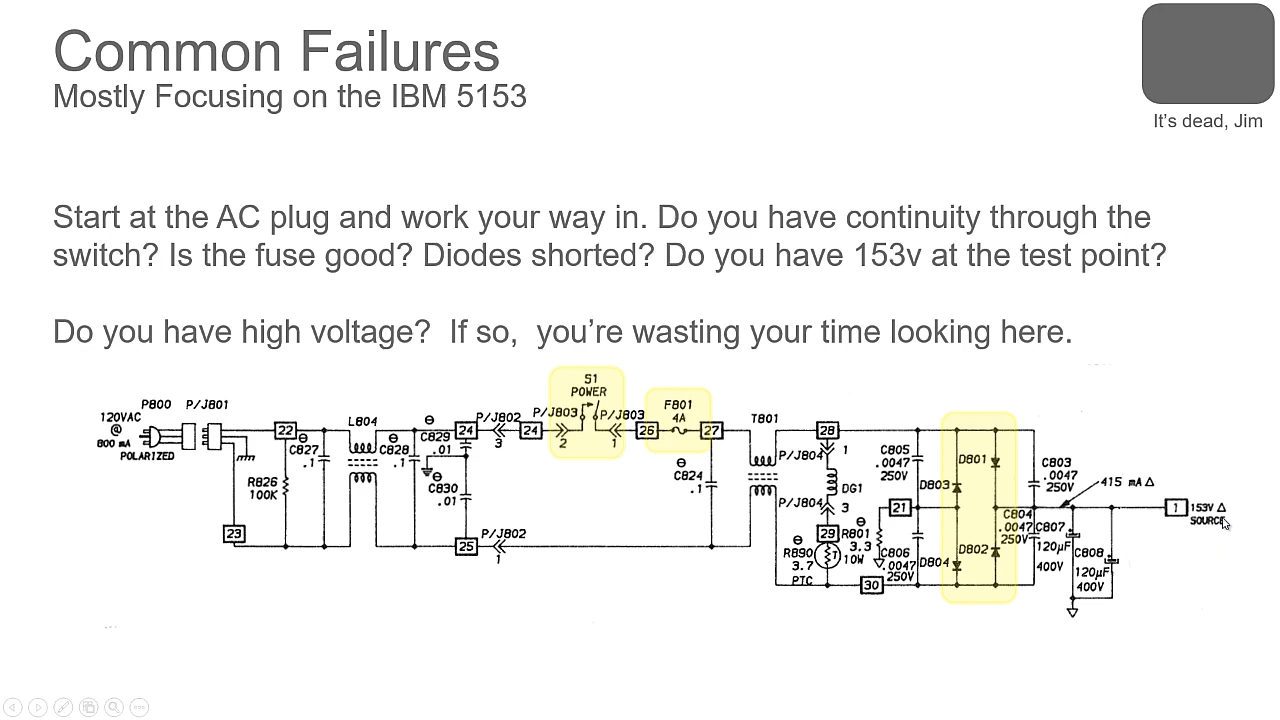 Common Failures
Mostly Focusing on the IBM 5153
It's dead, Jim
Start at the AC plug and work your way in. Do you have continuity through the
switch? Is the fuse good? Diodes shorted? Do you have 153v at the test point?
Do you have high voltage?  If so,  you're wasting your time looking here.
120VAC
@
800 mA
POLARIZED
P800
P/J801
22
23
R826
100K
C827
.1
L804
C828
.1
C829
.01
C830
.01
24
25
P/J802
3
P/J802
1
24
P/J803
2
S1
POWER
P/J803
1
26
F801
4A
27
C824
.1
T801
28
P/J804
1
DG1
P/J804
3
29
R890
3.7
PTC
R801
3.3
10W
21
30
C805
.0047
250V
C806
.0047
250V
D803
D804
D801
D802
C803
.0047
250V
C804
.0047
250V
C807
120µF
400V
C808
120µF
400V
415 mA
1
153V
SOURCE